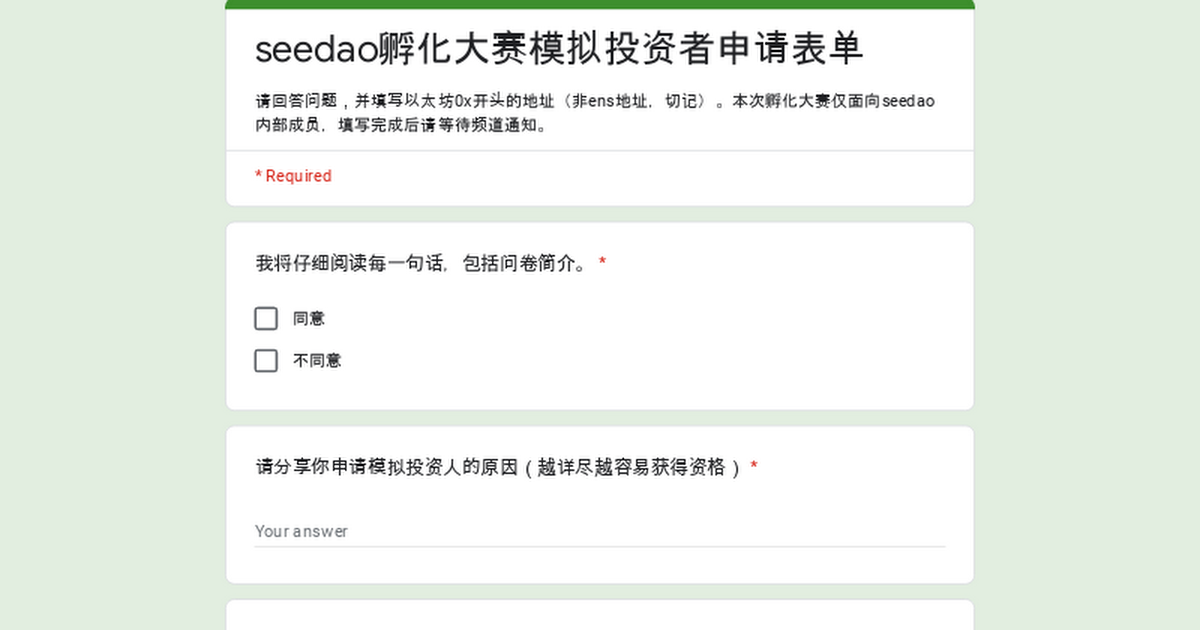 seedao孵化大赛模拟投资者申请表单
请回答问题，并填写以太坊0x开头的地址（非ens地址，切记）。本次孵化大赛仅面向seedao
内部成员，填写完成后请等待频道通知。
* Required
我将仔细阅读每一句话，包括问卷简介。 *
同意
不同意
请分享你申请模拟投资人的原因（越详尽越容易获得资格） *
Your answer